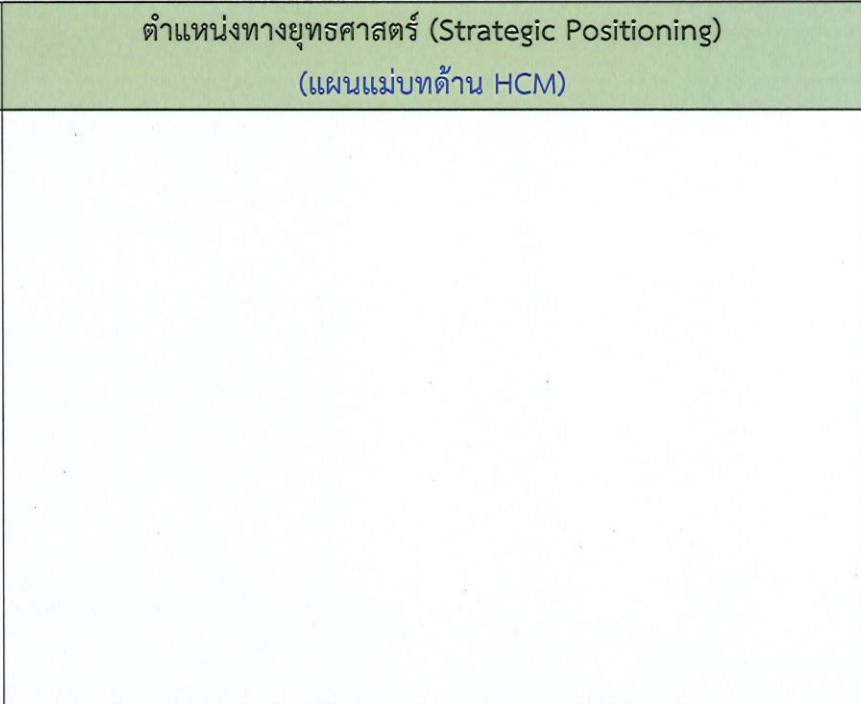 ตำแหน่งทางยุทธศาสตร์ (Strategic Positioning)
(แผนแม่บทด้าน HCM)